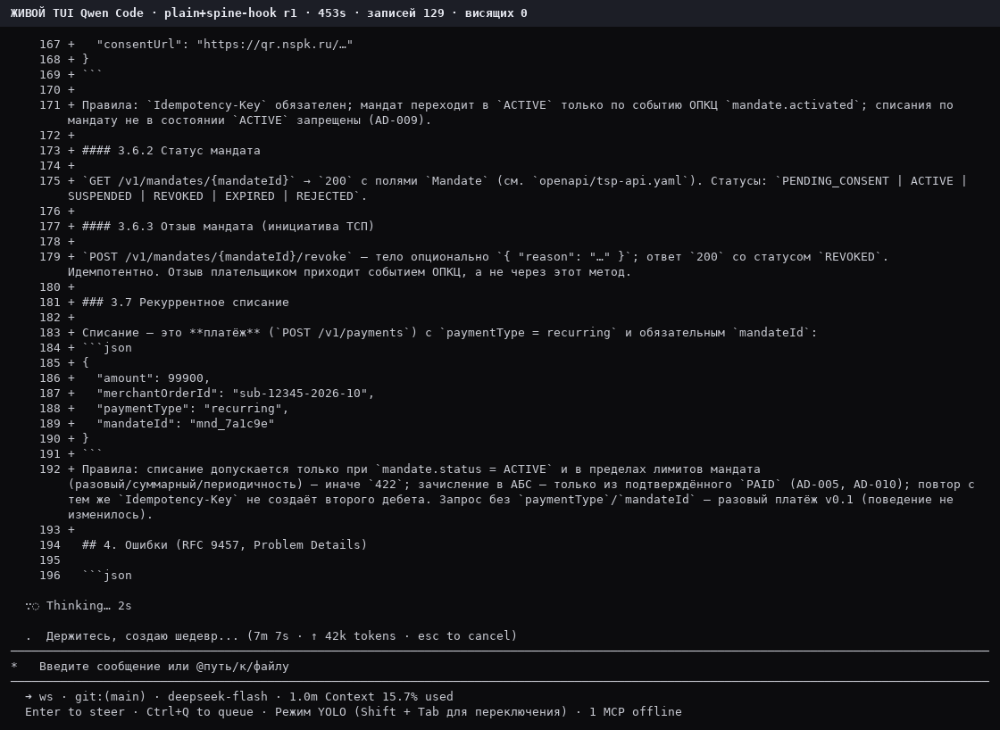 ЖИВОЙ TUI Qwen Code · plain+spine-hook r1 · 453s · записей 129 · висящих 0
167 +   "consentUrl": "https://qr.nspk.ru/…"
168 + }
169 + ```
170 +
171 + Правила: `Idempotency-Key` обязателен; мандат переходит в `ACTIVE` только по событию ОПКЦ `mandate.activated`; списания по
мандату не в состоянии `ACTIVE` запрещены (AD-009).
172 +
173 + #### 3.6.2 Статус мандата
174 +
175 + `GET /v1/mandates/{mandateId}` → `200` с полями `Mandate` (см. `openapi/tsp-api.yaml`). Статусы: `PENDING_CONSENT | ACTIVE |
SUSPENDED | REVOKED | EXPIRED | REJECTED`.
176 +
177 + #### 3.6.3 Отзыв мандата (инициатива ТСП)
178 +
179 + `POST /v1/mandates/{mandateId}/revoke` — тело опционально `{ "reason": "…" }`; ответ `200` со статусом `REVOKED`.
Идемпотентно. Отзыв плательщиком приходит событием ОПКЦ, а не через этот метод.
180 +
181 + ### 3.7 Рекуррентное списание
182 +
183 + Списание — это **платёж** (`POST /v1/payments`) с `paymentType = recurring` и обязательным `mandateId`:
184 + ```json
185 + {
186 +   "amount": 99900,
187 +   "merchantOrderId": "sub-12345-2026-10",
188 +   "paymentType": "recurring",
189 +   "mandateId": "mnd_7a1c9e"
190 + }
191 + ```
192 + Правила: списание допускается только при `mandate.status = ACTIVE` и в пределах лимитов мандата
(разовый/суммарный/периодичность) — иначе `422`; зачисление в АБС — только из подтверждённого `PAID` (AD-005, AD-010); повтор с
тем же `Idempotency-Key` не создаёт второго дебета. Запрос без `paymentType`/`mandateId` — разовый платёж v0.1 (поведение не
изменилось).
193 +
194   ## 4. Ошибки (RFC 9457, Problem Details)
195
196   ```json
Thinking… 2s
.  Держитесь, создаю шедевр... (7m 7s · ↑ 42k tokens · esc to cancel)
*   Введите сообщение или @путь/к/файлу
➜ ws · git:(main) · deepseek-flash · 1.0m Context 15.7% used
Enter to steer · Ctrl+Q to queue · Режим YOLO (Shift + Tab для переключения) · 1 MCP offline